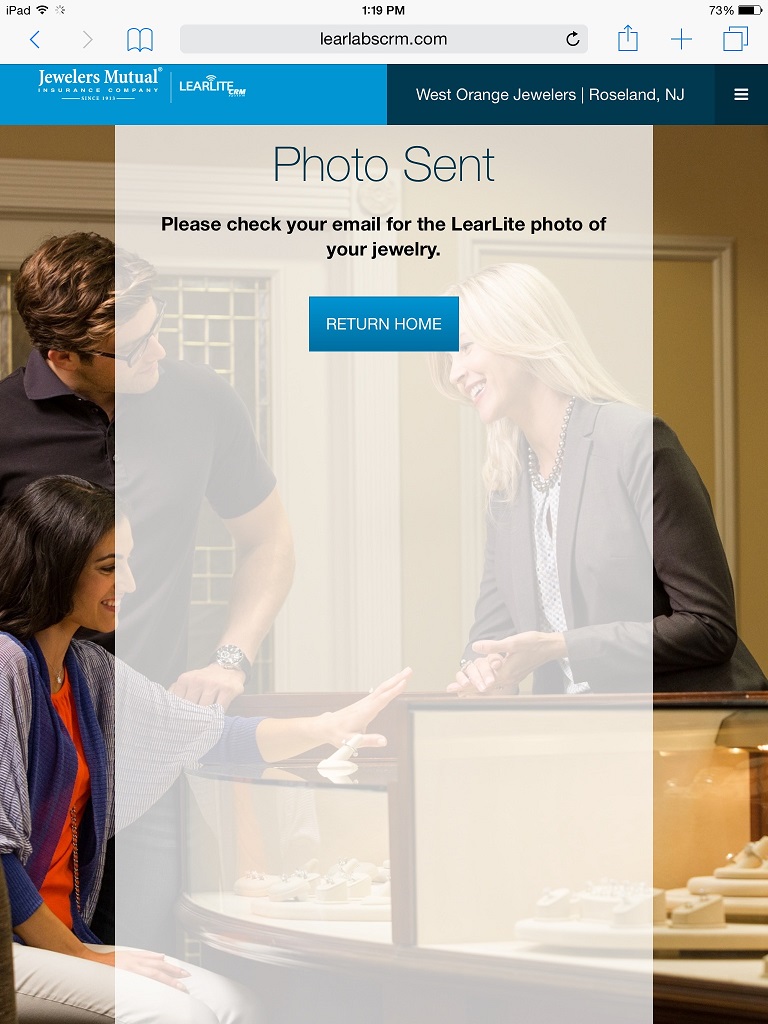 iPad
1:19 PM
73%
learlabscrm.com
Jewelers Mutual®
INSURANCE COMPANY
SINCE 1913
LEARLITE
CRM
West Orange Jewelers | Roseland, NJ
Photo Sent
Please check your email for the LearLite photo of
your jewelry.
RETURN HOME